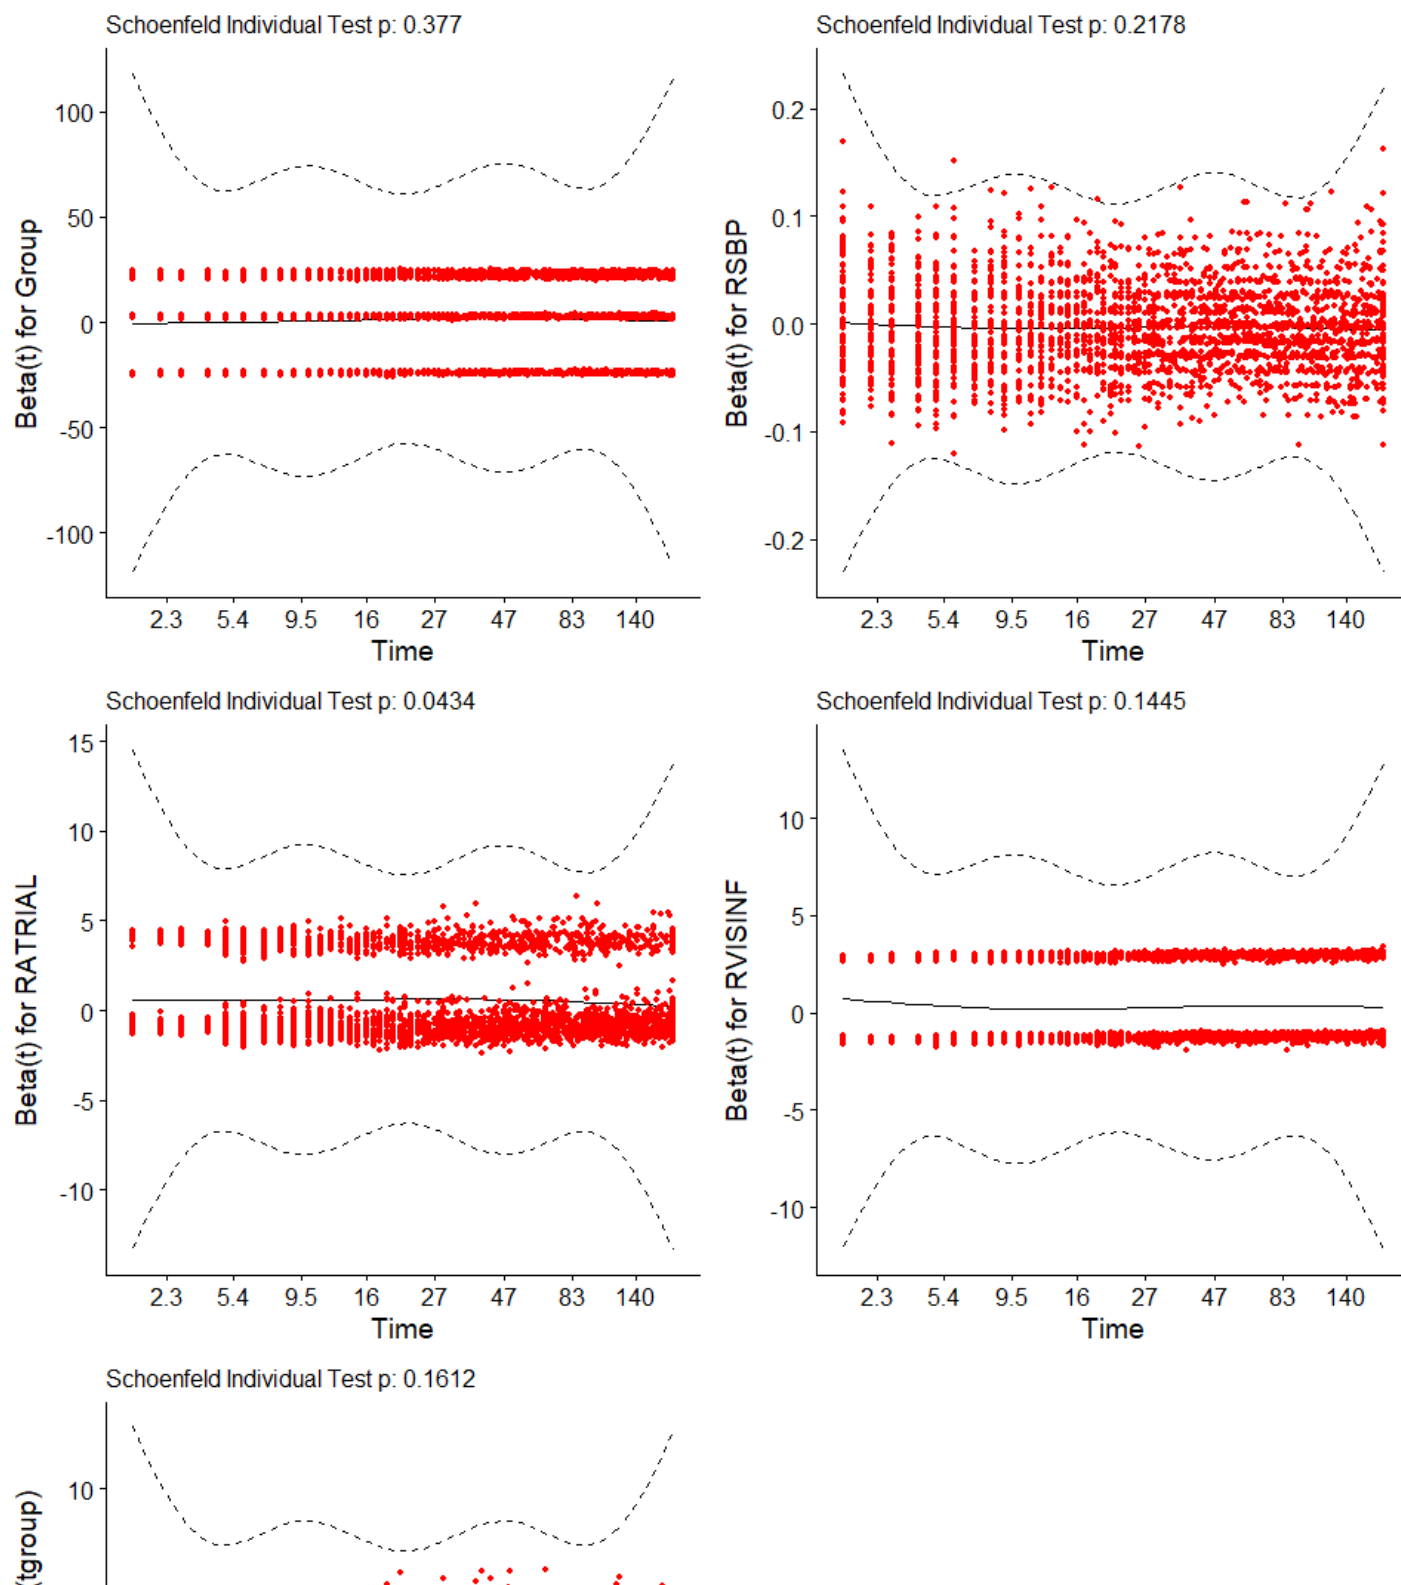 Schoenfeld Individual Test p: 0.377
100
50
0
-50
-100
Beta(t) for Group
2.3 5.4 9.5 16 27 47 83 140
Time
Schoenfeld Individual Test p: 0.2178
0.2
0.1
0.0
-0.1
-0.2
Beta(t) for RSBP
2.3 5.4 9.5 16 27 47 83 140
Time
Schoenfeld Individual Test p: 0.0434
15
10
5
0
-5
-10
Beta(t) for RATRIAL
2.3 5.4 9.5 16 27 47 83 140
Time
Schoenfeld Individual Test p: 0.1445
10
5
0
-5
-10
Beta(t) for RVISINF
2.3 5.4 9.5 16 27 47 83 140
Time
Schoenfeld Individual Test p: 0.1612
10
(tgroup)